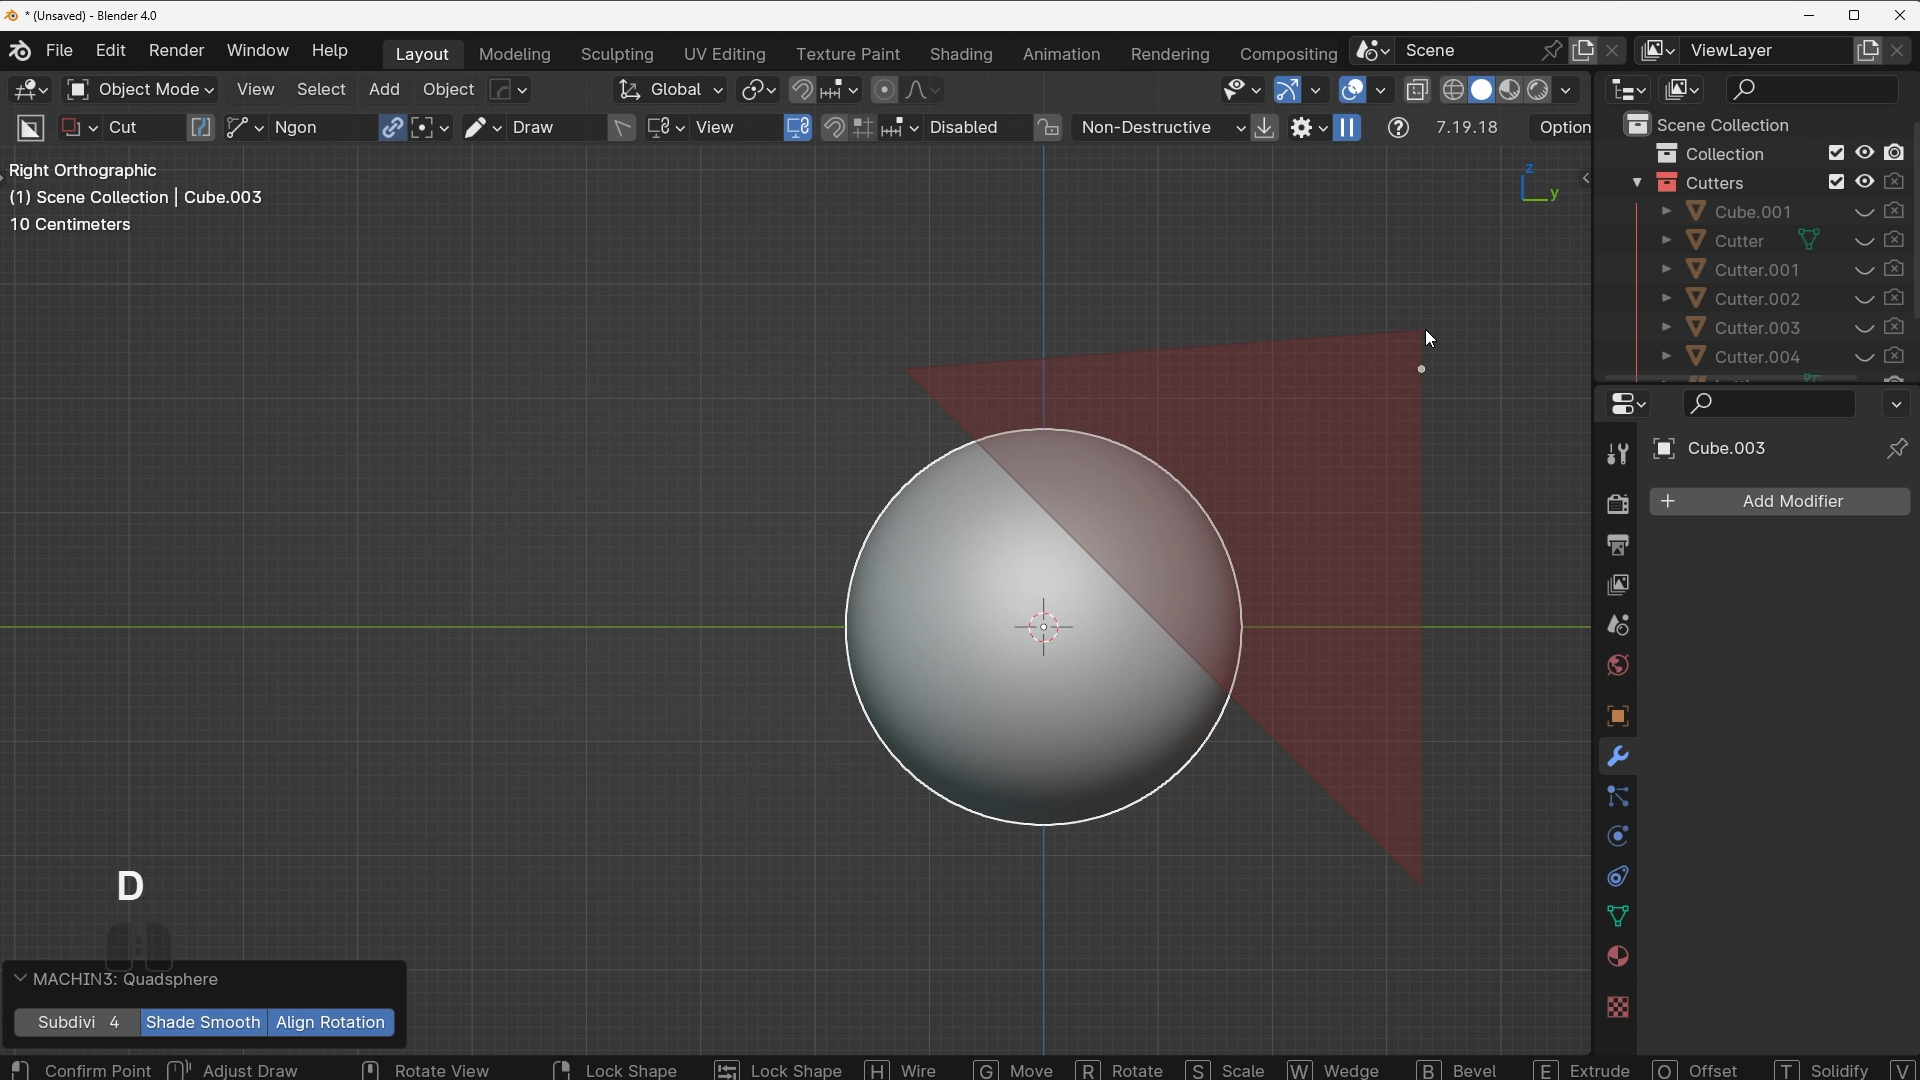 * (Unsaved) - Blender 4.0
File Edit Render Window Help Layout Modeling Sculpting UV Editing Texture Paint Shading Animation Rendering Compositing Scene ViewLayer
Object Mode View Select Add Object Global
Cut Ngon Draw View Disabled Non-Destructive 7.19.18 Option
Right Orthographic
(1) Scene Collection | Cube.003
10 Centimeters
z
y
Scene Collection
Collection
Cutters
Cube.001
Cutter
Cutter.001
Cutter.002
Cutter.003
Cutter.004
Cube.003
Add Modifier
D
MACHIN3: Quadsphere
Subdivi 4 Shade Smooth Align Rotation
Confirm Point Adjust Draw Rotate View Lock Shape Lock Shape H Wire G Move R Rotate S Scale W Wedge B Bevel E Extrude O Offset T Solidify V